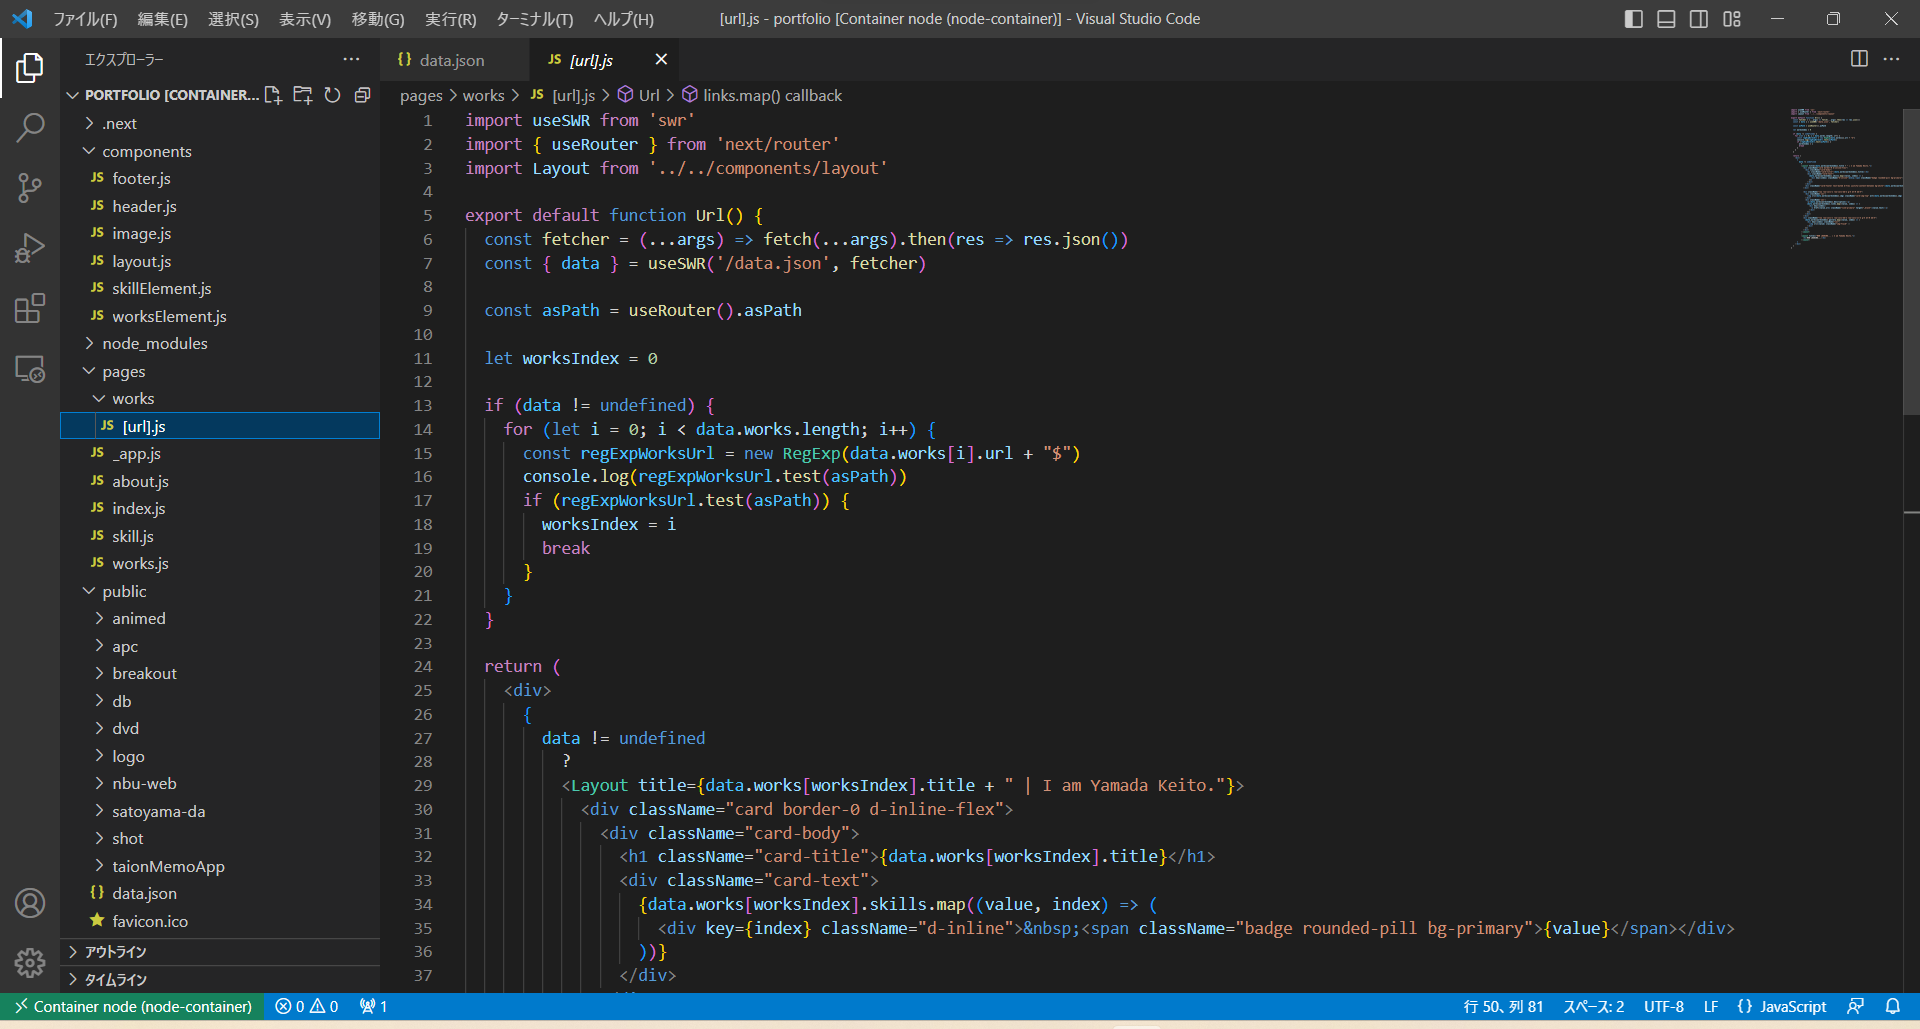 ファイル(F) 編集(E) 選択(S) 表示(V) 移動(G) 実行(R) ターミナル(T) ヘルプ(H) [url].js - portfolio [Container node (node-container)] - Visual Studio Code
エクスプローラー ...
PORTFOLIO [CONTAINER...
.next
components
JS footer.js
JS header.js
JS image.js
JS layout.js
JS skillElement.js
JS worksElement.js
node_modules
pages
works
JS [url].js
JS _app.js
JS about.js
JS index.js
JS skill.js
JS works.js
public
animed
apc
breakout
db
dvd
logo
nbu-web
satoyama-da
shot
taionMemoApp
{} data.json
favicon.ico
アウトライン
タイムライン
{} data.json JS [url].js
pages > works > JS [url].js > Url > links.map() callback
1 import useSWR from 'swr'
2 import { useRouter } from 'next/router'
3 import Layout from '../../components/layout'
4
5 export default function Url() {
6 const fetcher = (...args) => fetch(...args).then(res => res.json())
7 const { data } = useSWR('/data.json', fetcher)
8
9 const asPath = useRouter().asPath
10
11 let worksIndex = 0
12
13 if (data != undefined) {
14 for (let i = 0; i < data.works.length; i++) {
15 const regExpWorksUrl = new RegExp(data.works[i].url + "$")
16 console.log(regExpWorksUrl.test(asPath))
17 if (regExpWorksUrl.test(asPath)) {
18 worksIndex = i
19 break
20 }
21 }
22 }
23
24 return (
25 <div>
26 {
27 data != undefined
28 ?
29 <Layout title={data.works[worksIndex].title + " | I am Yamada Keito."}>
30 <div className="card border-0 d-inline-flex">
31 <div className="card-body">
32 <h1 className="card-title">{data.works[worksIndex].title}</h1>
33 <div className="card-text">
34 {data.works[worksIndex].skills.map((value, index) => (
35 <div key={index} className="d-inline">&nbsp;<span className="badge rounded-pill bg-primary">{value}</span></div>
36 ))}
37 </div>
Container node (node-container) 0 0 1 行 50、列 81 スペース: 2 UTF-8 LF {} JavaScript